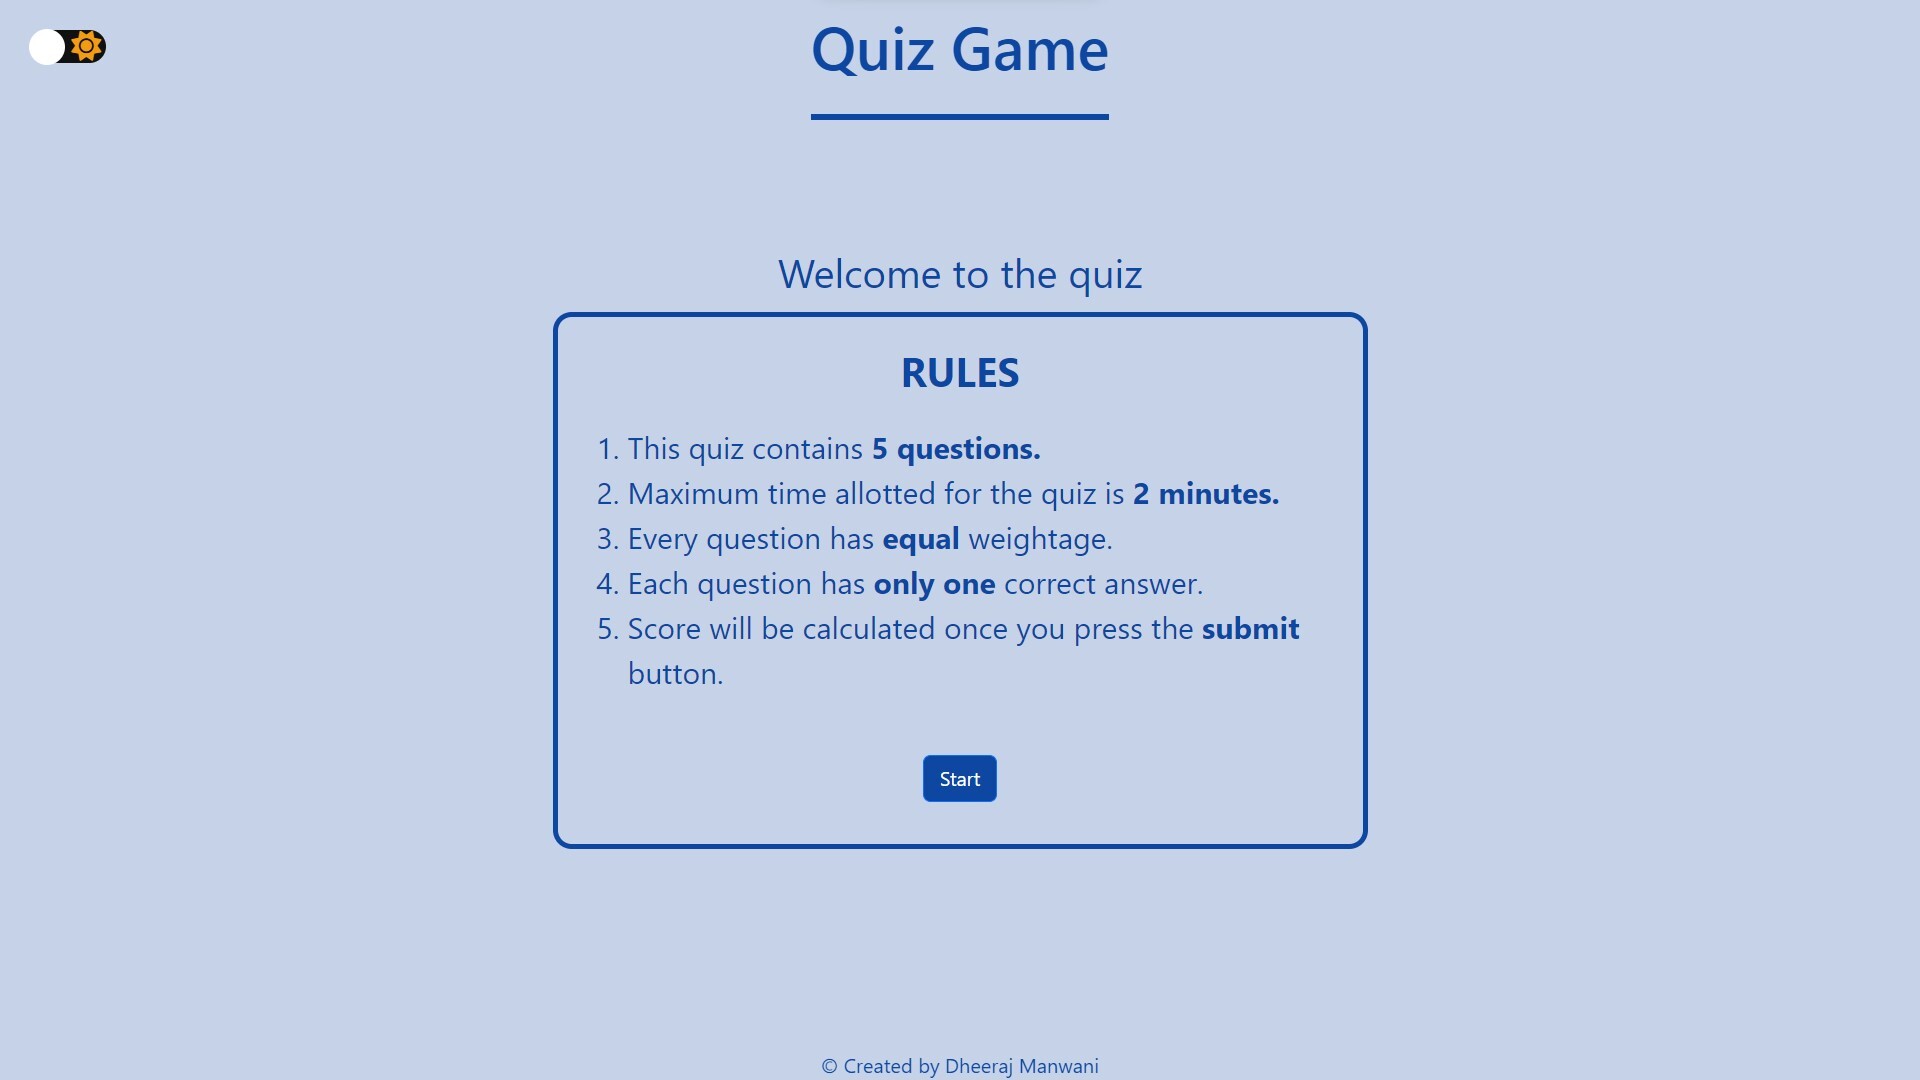 Quiz Game
Welcome to the quiz
RULES
1. This quiz contains 5 questions.
2. Maximum time allotted for the quiz is 2 minutes.
3. Every question has equal weightage.
4. Each question has only one correct answer.
5. Score will be calculated once you press the submit
button.
Start
© Created by Dheeraj Manwani